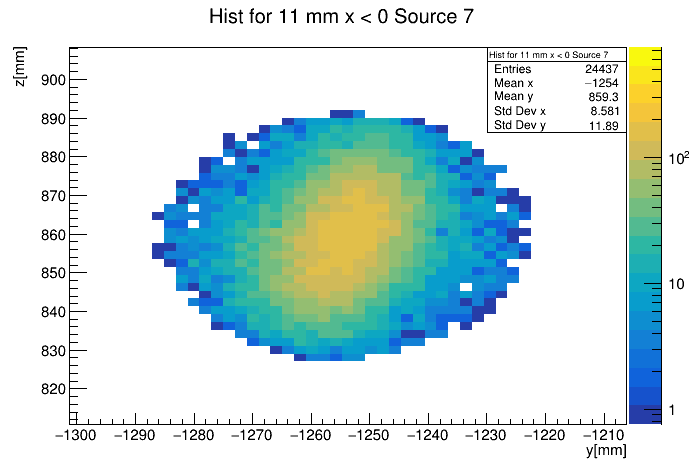 Hist for 11 mm x < 0 Source 7
z[mm]
Hist for 11 mm x < 0 Source 7
Entries 24437
Mean x −1254
Mean y 859.3
Std Dev x 8.581
Std Dev y 11.89
900
890
880
870
860
850
840
830
820
10²
10
1
−1300 −1290 −1280 −1270 −1260 −1250 −1240 −1230 −1220 −1210
y[mm]